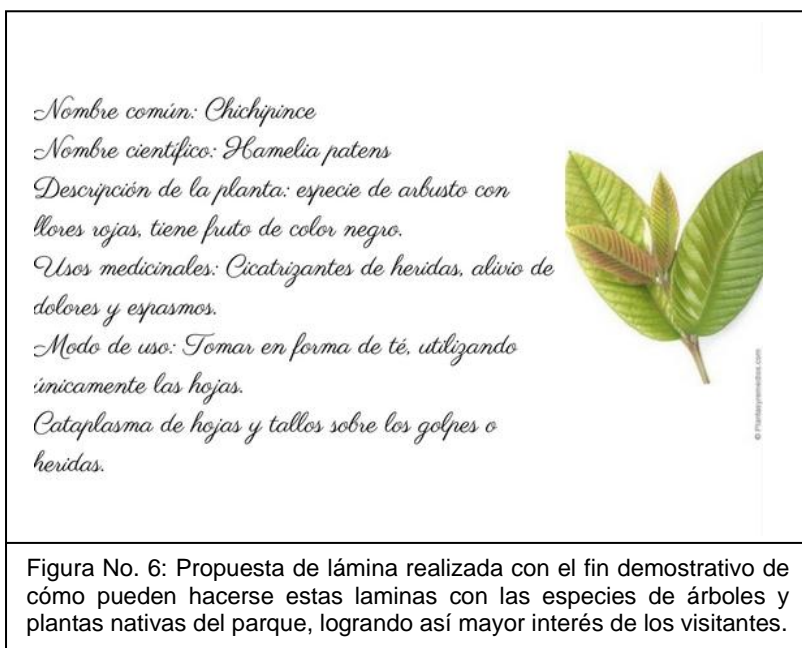 Nombre común: Chichipince
Nombre científico: Hamelia patens
Descripción de la planta: especie de arbusto con
flores rojas, tiene fruto de color negro.
Usos medicinales: Cicatrizantes de heridas, alivio de
dolores y espasmos.
Modo de uso: Tomar en forma de té, utilizando
únicamente las hojas.
Cataplasma de hojas y tallos sobre los golpes o
heridas.
© Plantasyremedios.com
Figura No. 6: Propuesta de lámina realizada con el fin demostrativo de
cómo pueden hacerse estas laminas con las especies de árboles y
plantas nativas del parque, logrando así mayor interés de los visitantes.